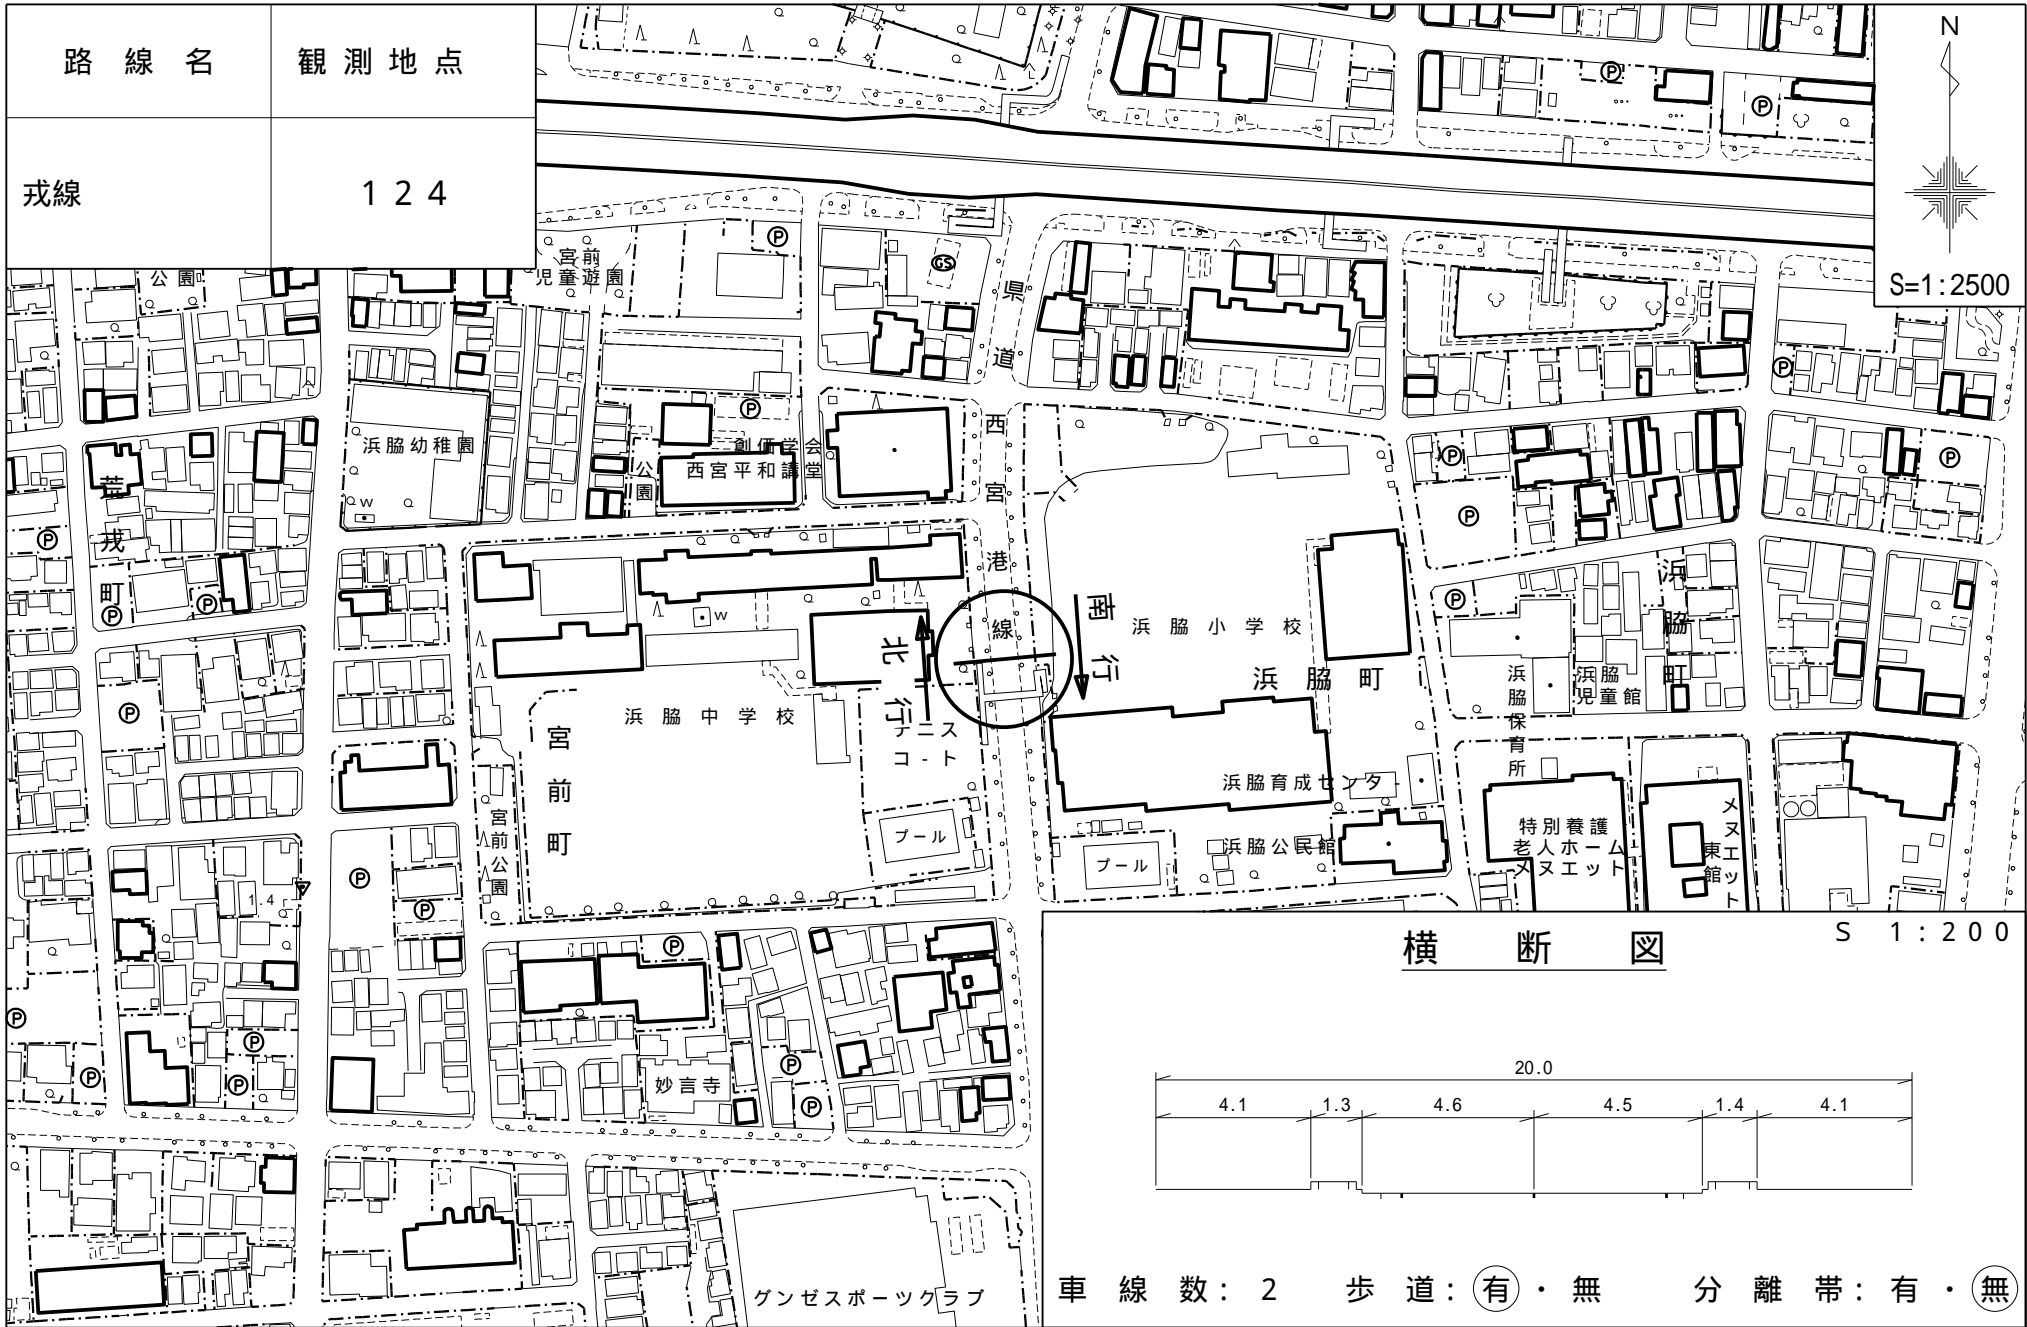 路線名
観測地点
戎線
124
N
S=1:2500
公園
宮前
児童遊園
P
GS
P
P
県道西宮港線
P
浜脇幼稚園
W
公園
創価学会
西宮平和講堂
P
P
P
P
P
荒戎町
P
P
P
P
W
北行
南行
浜脇小学校
浜脇町
浜脇町
浜脇保育所
浜脇
児童館
P
浜脇中学校
テニス
コ-ト
宮前町
宮前公園
プール
プール
浜脇育成センター
浜脇公民館
特別養護
老人ホーム
メヌエット
メヌエット
東館
1.4
P
P
P
P
P
P
P
P
P
妙言寺
グンゼスポーツクラブ
横断図
S 1:200
20.0
4.1
1.3
4.6
4.5
1.4
4.1
車線数:2 歩道:有・無 分離帯:有・無